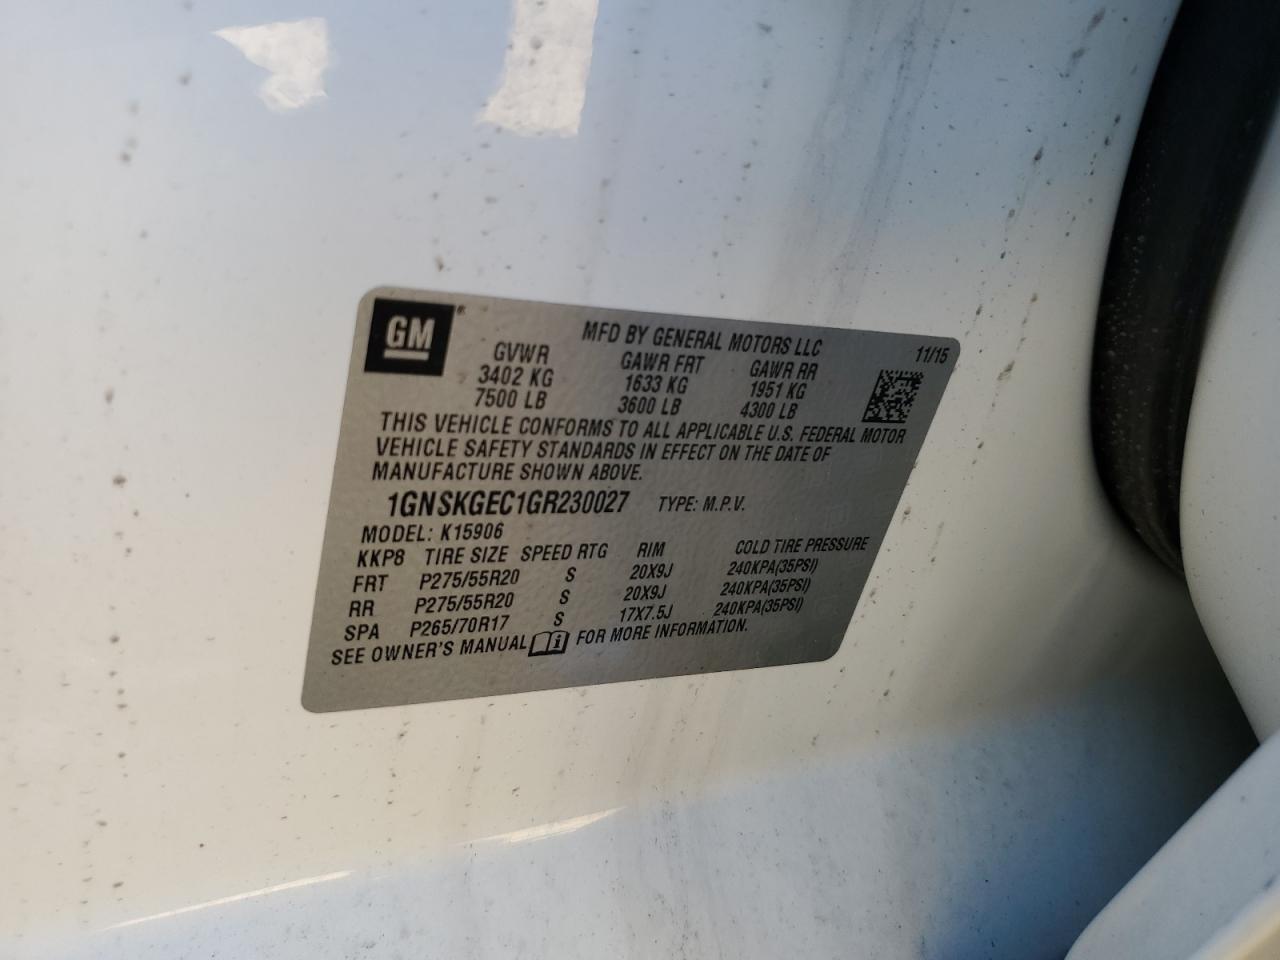 GM®
MFD BY GENERAL MOTORS LLC 11/15
GVWR GAWR FRT GAWR RR
3402 KG 1633 KG 1951 KG
7500 LB 3600 LB 4300 LB
THIS VEHICLE CONFORMS TO ALL APPLICABLE U.S. FEDERAL MOTOR
VEHICLE SAFETY STANDARDS IN EFFECT ON THE DATE OF
MANUFACTURE SHOWN ABOVE.
1GNSKGEC1GR230027 TYPE: M.P.V.
MODEL: K15906
KKP8 TIRE SIZE SPEED RTG RIM COLD TIRE PRESSURE
FRT P275/55R20 S 20X9J 240KPA(35PSI)
RR P275/55R20 S 20X9J 240KPA(35PSI)
SPA P265/70R17 S 17X7.5J 240KPA(35PSI)
SEE OWNER'S MANUAL i FOR MORE INFORMATION.